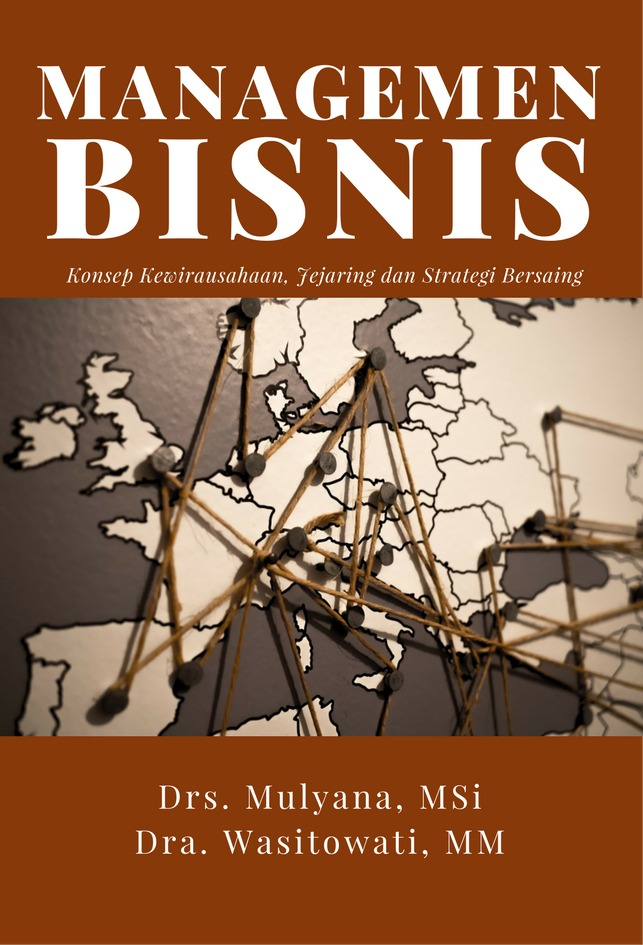 MANAGEMEN
BISNIS
Konsep Kewirausahaan, Jejaring dan Strategi Bersaing
Drs. Mulyana, MSi
Dra. Wasitowati, MM